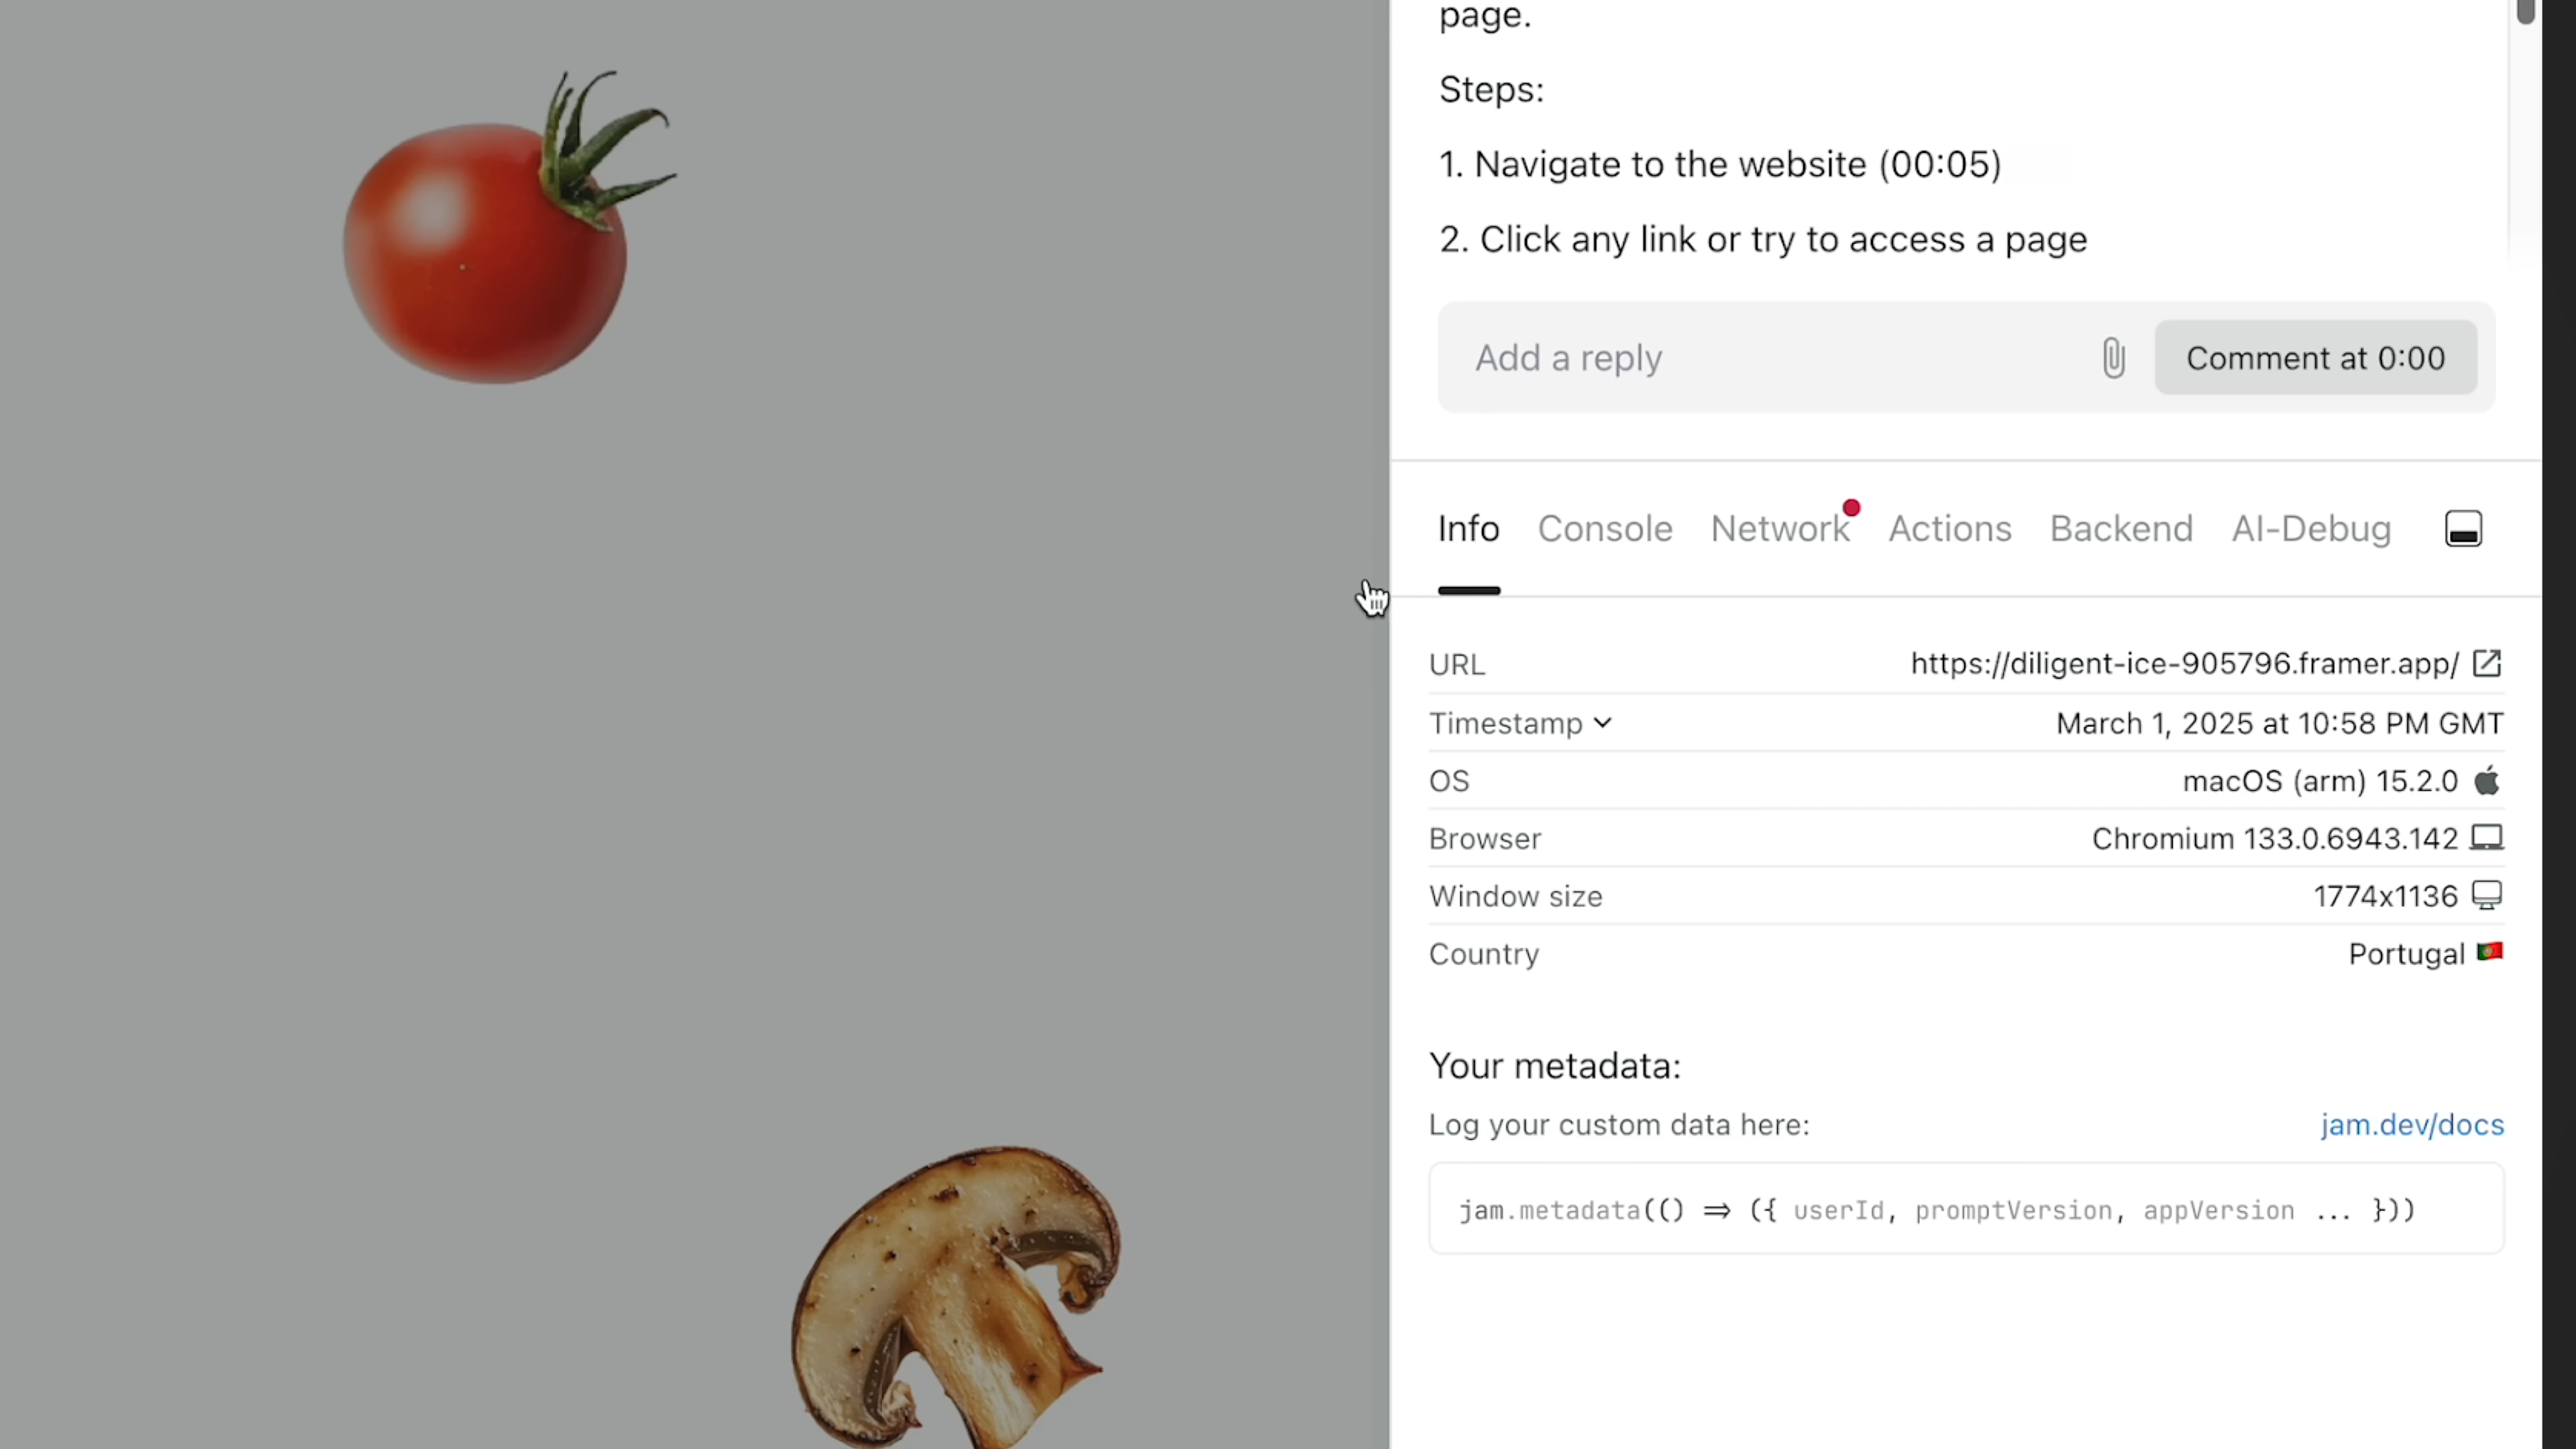 page.
Steps:
1. Navigate to the website (00:05)
2. Click any link or try to access a page
Add a reply
Comment at 0:00
Info Console Network Actions Backend AI-Debug
URL https://diligent-ice-905796.framer.app/
Timestamp March 1, 2025 at 10:58 PM GMT
OS macOS (arm) 15.2.0
Browser Chromium 133.0.6943.142
Window size 1774x1136
Country Portugal
Your metadata:
Log your custom data here: jam.dev/docs
jam.metadata(() => ({ userId, promptVersion, appVersion ... }))